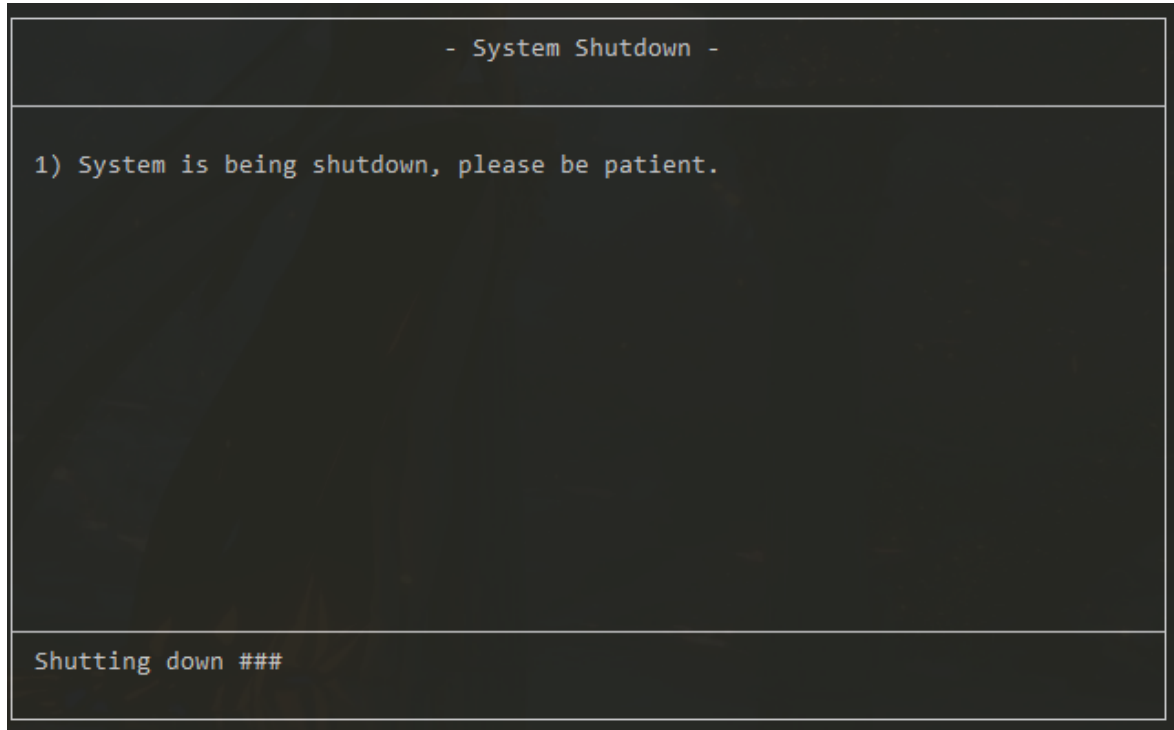 - System Shutdown -
1) System is being shutdown, please be patient.
Shutting down ###